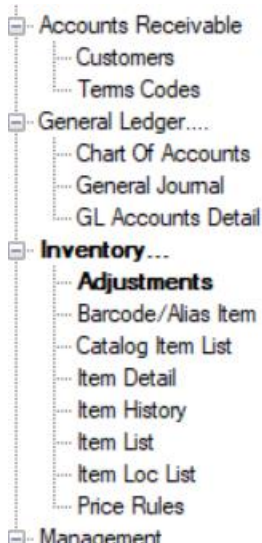 Accounts Receivable
Customers
Terms Codes
General Ledger....
Chart Of Accounts
General Journal
GL Accounts Detail
Inventory...
Adjustments
Barcode/Alias Item
Catalog Item List
Item Detail
Item History
Item List
Item Loc List
Price Rules
Management